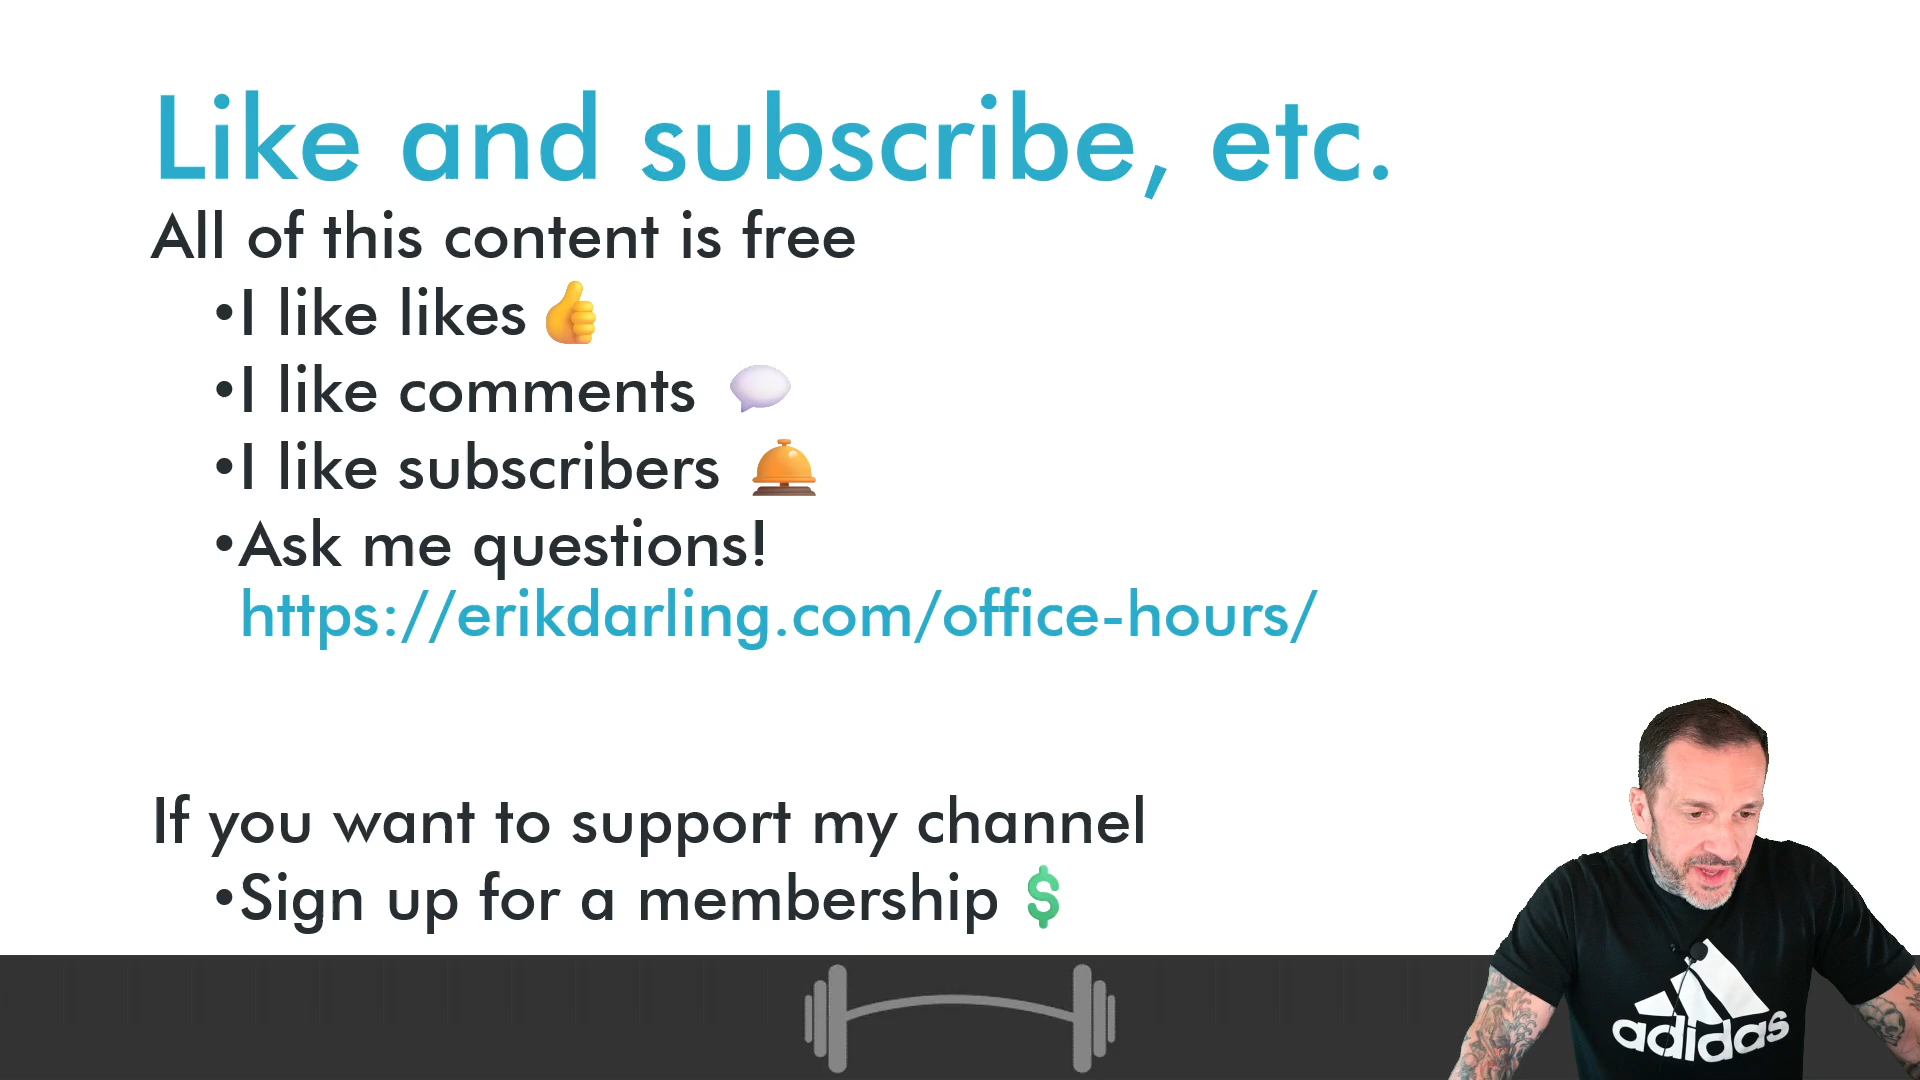 Like and subscribe, etc.
All of this content is free
•I like likes 👍
•I like comments 💬
•I like subscribers 🛎️
•Ask me questions!
https://erikdarling.com/office-hours/
If you want to support my channel
•Sign up for a membership 💲
adidas